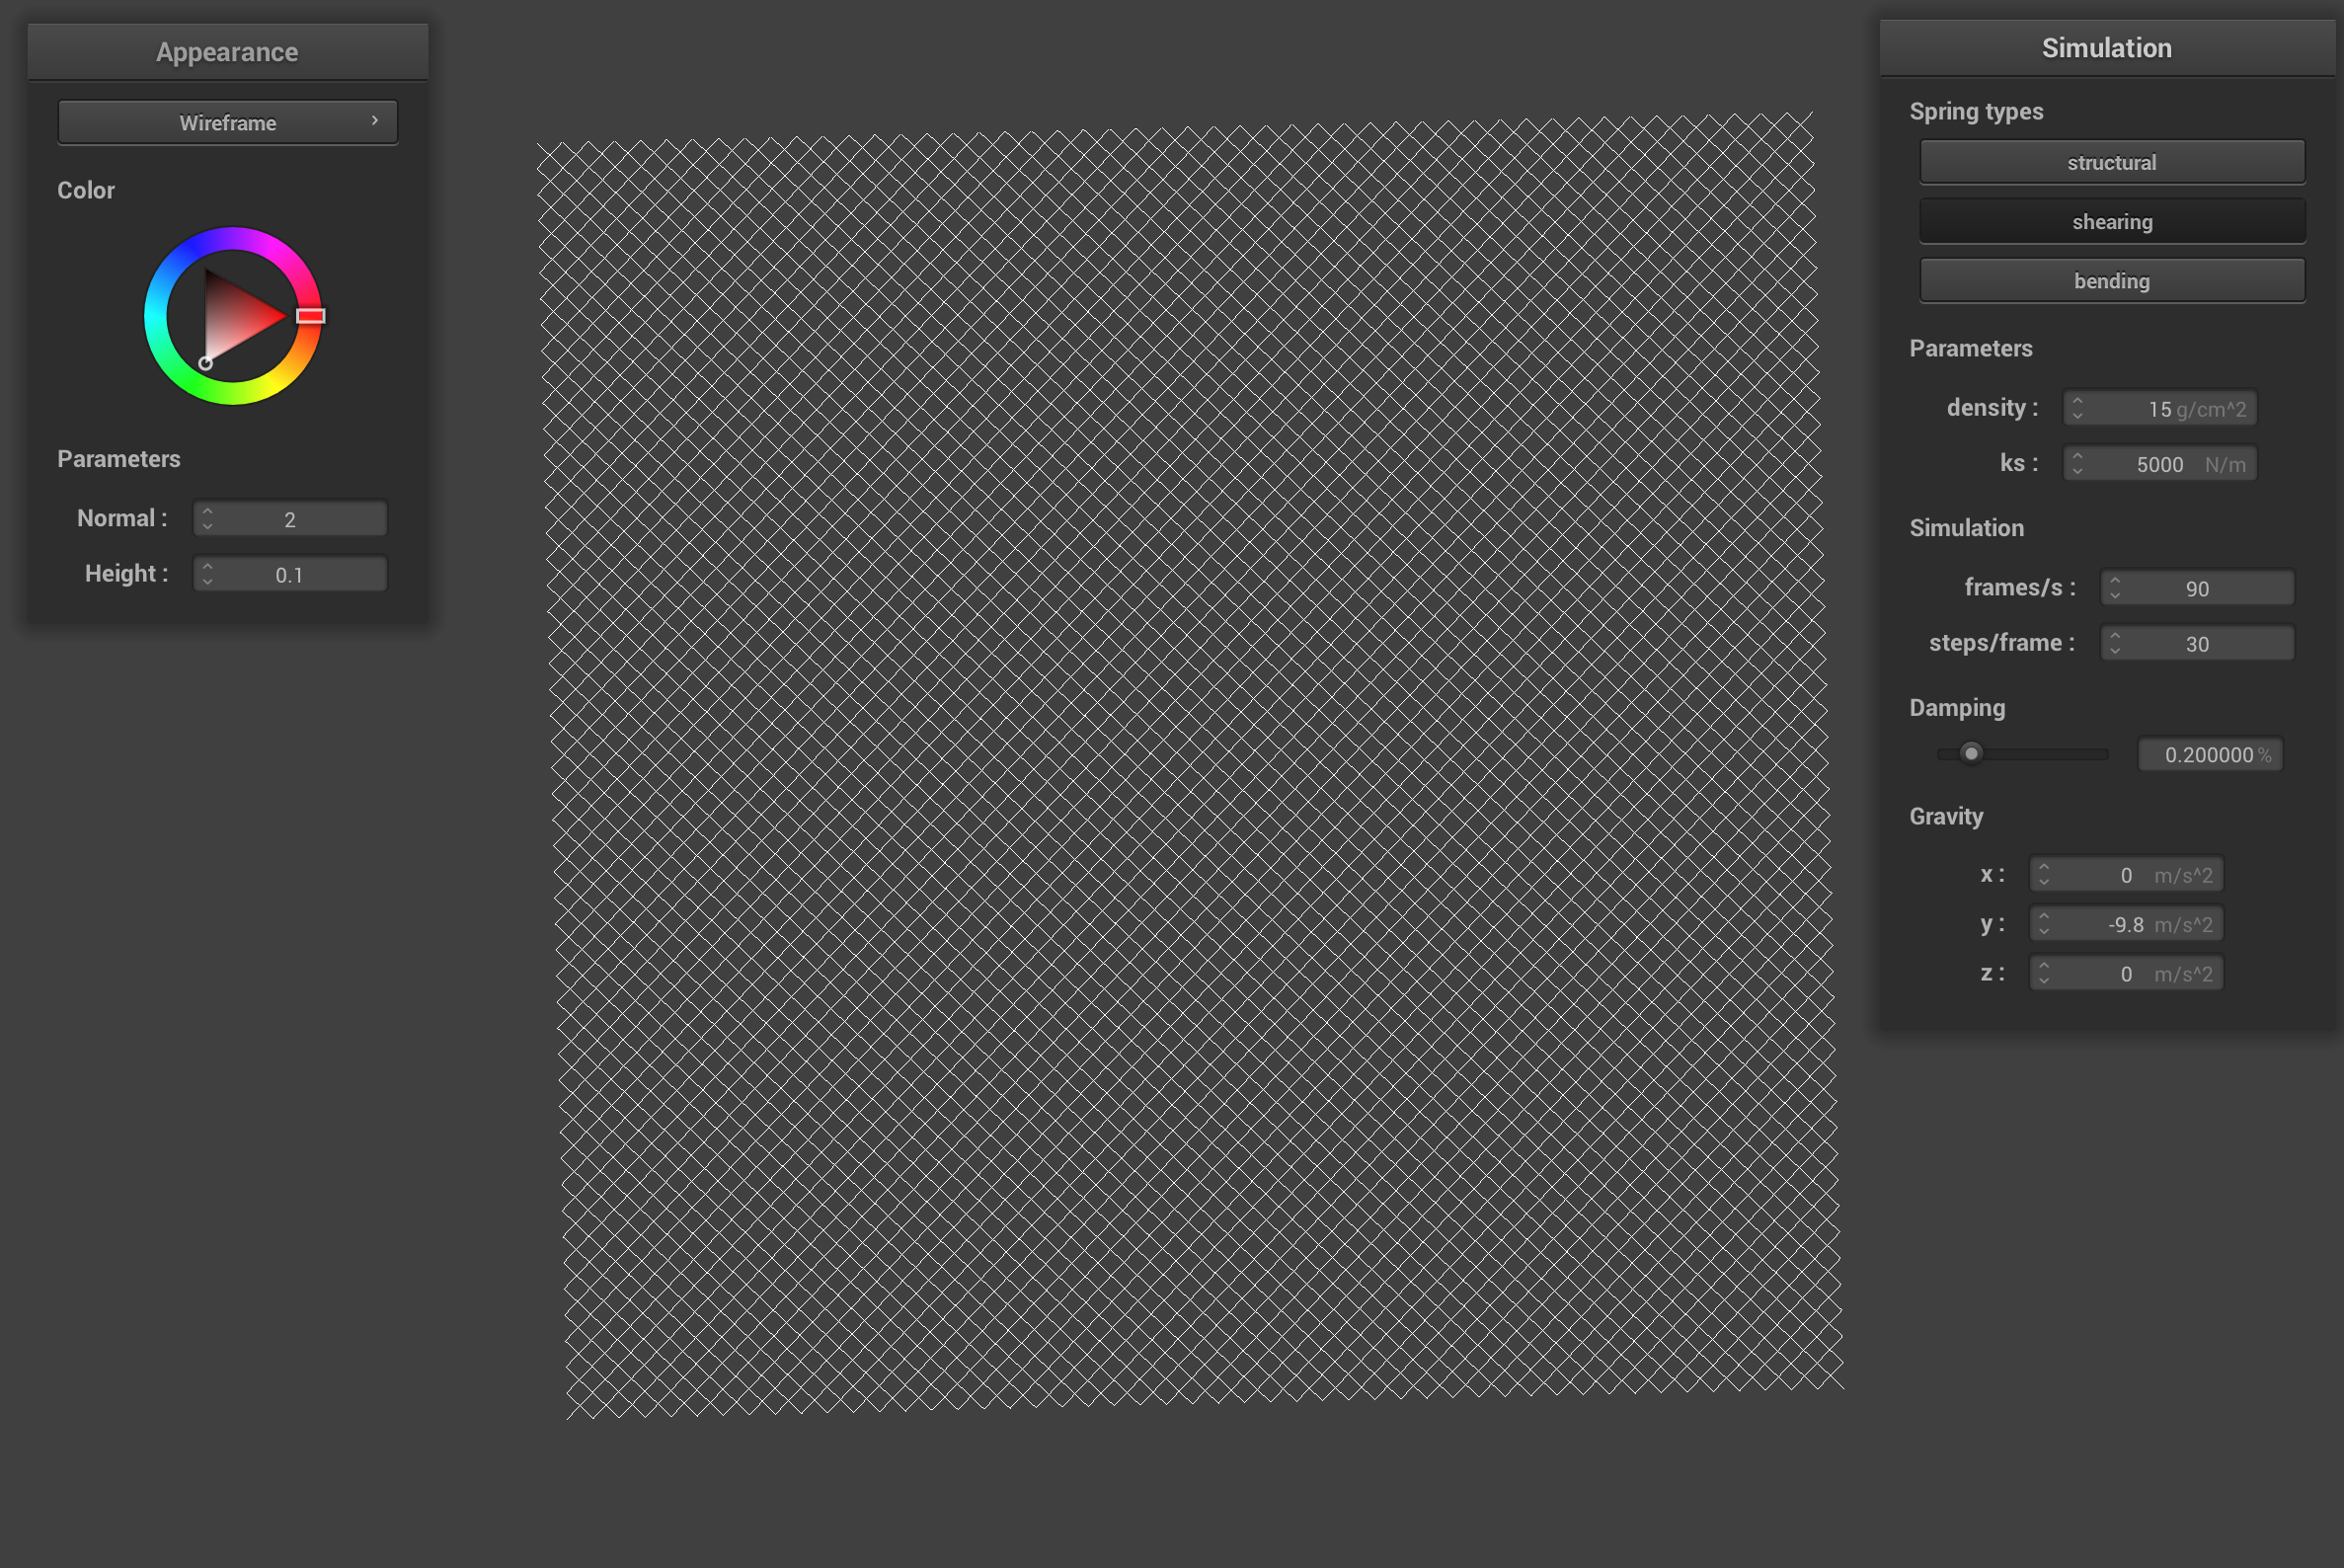 Appearance
Wireframe
Color
Parameters
Normal : 2
Height : 0.1
Simulation
Spring types
structural
shearing
bending
Parameters
density : 15 g/cm^2
ks : 5000 N/m
Simulation
frames/s : 90
steps/frame : 30
Damping
0.200000 %
Gravity
x : 0 m/s^2
y : -9.8 m/s^2
z : 0 m/s^2